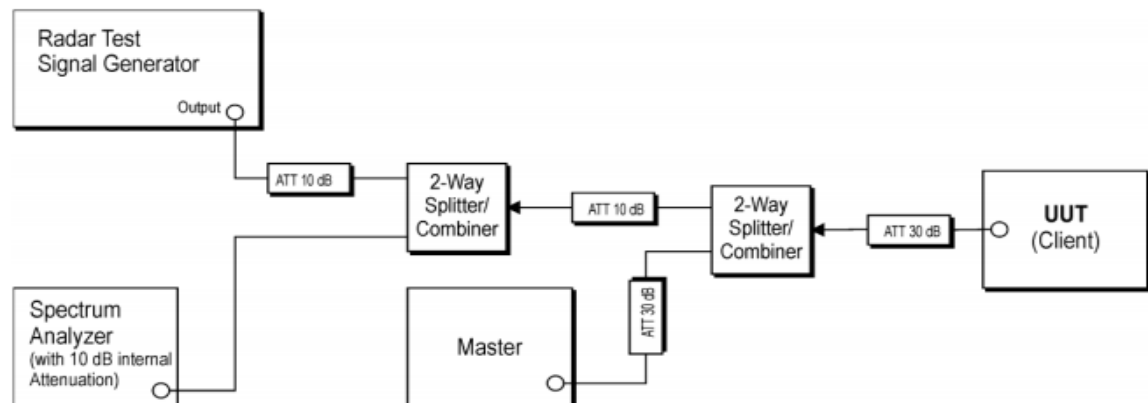 Radar Test
Signal Generator
Output
ATT 10 dB
2-Way
Splitter/
Combiner
ATT 10 dB
2-Way
Splitter/
Combiner
ATT 30 dB
UUT
(Client)
Spectrum
Analyzer
(with 10 dB internal
Attenuation)
Master
ATT 30 dB